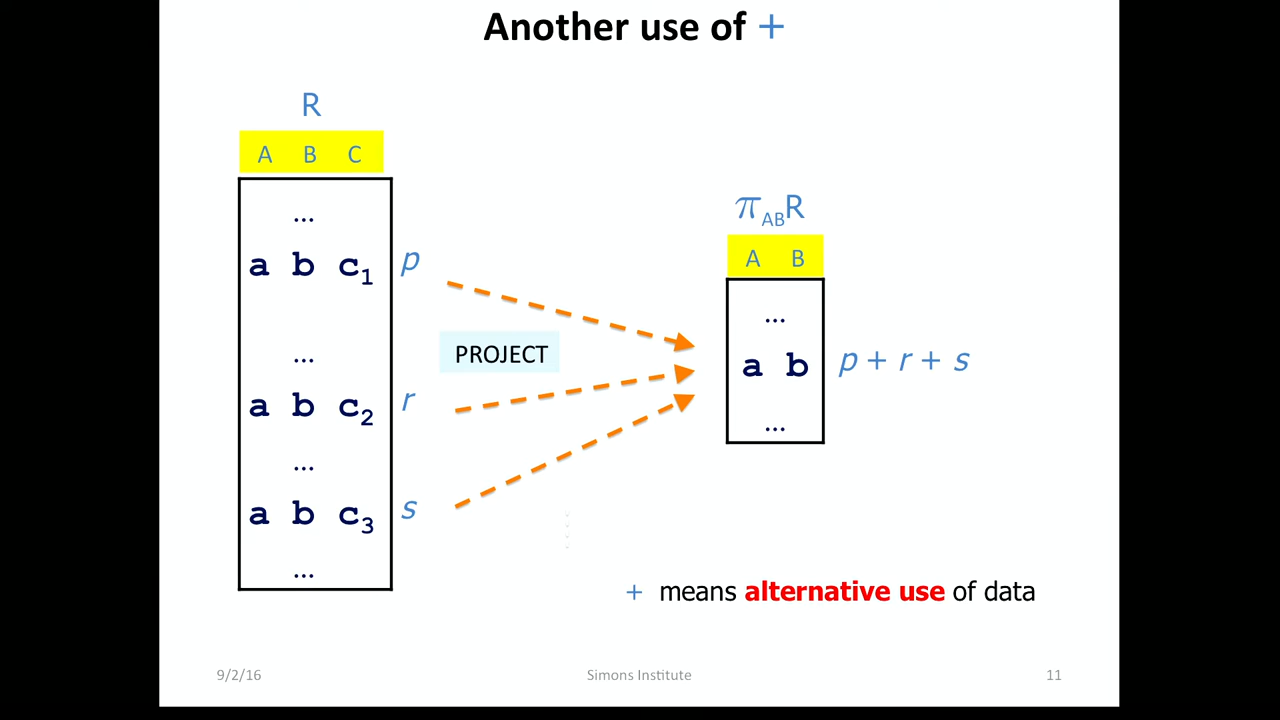 Another use of +
R
A B C
...
a b c₁ p
...
a b c₂ r
...
a b c₃ s
...
PROJECT
π_AB R
A B
...
a b p + r + s
...
+ means alternative use of data
9/2/16 Simons Institute 11